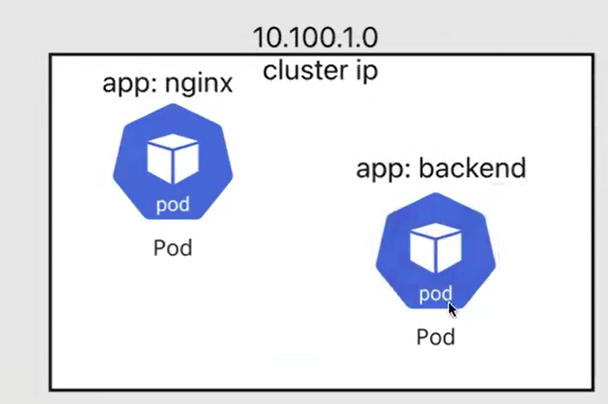 10.100.1.0
cluster ip
app: nginx
pod
Pod
app: backend
pod
Pod